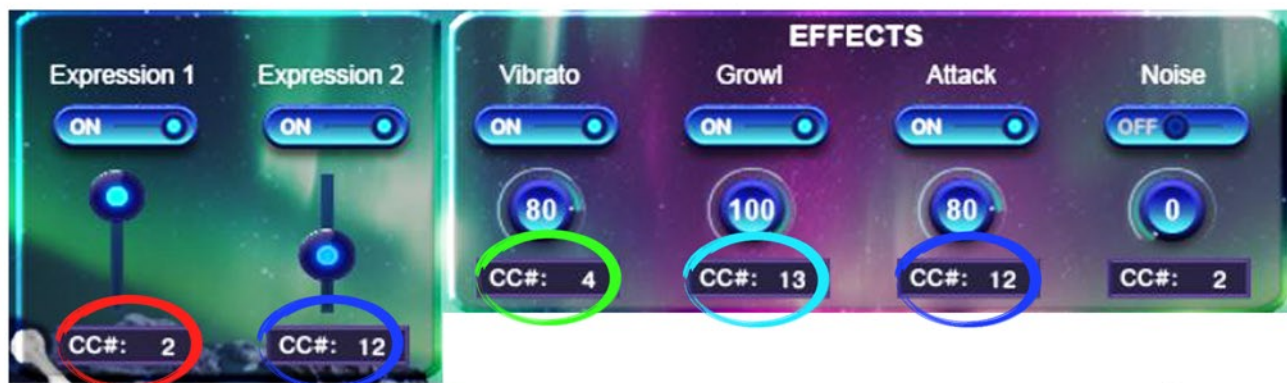 Expression 1
Expression 2
ON
ON
CC#: 2
CC#: 12
EFFECTS
Vibrato
Growl
Attack
Noise
ON
ON
ON
OFF
80
100
80
0
CC#: 4
CC#: 13
CC#: 12
CC#: 2